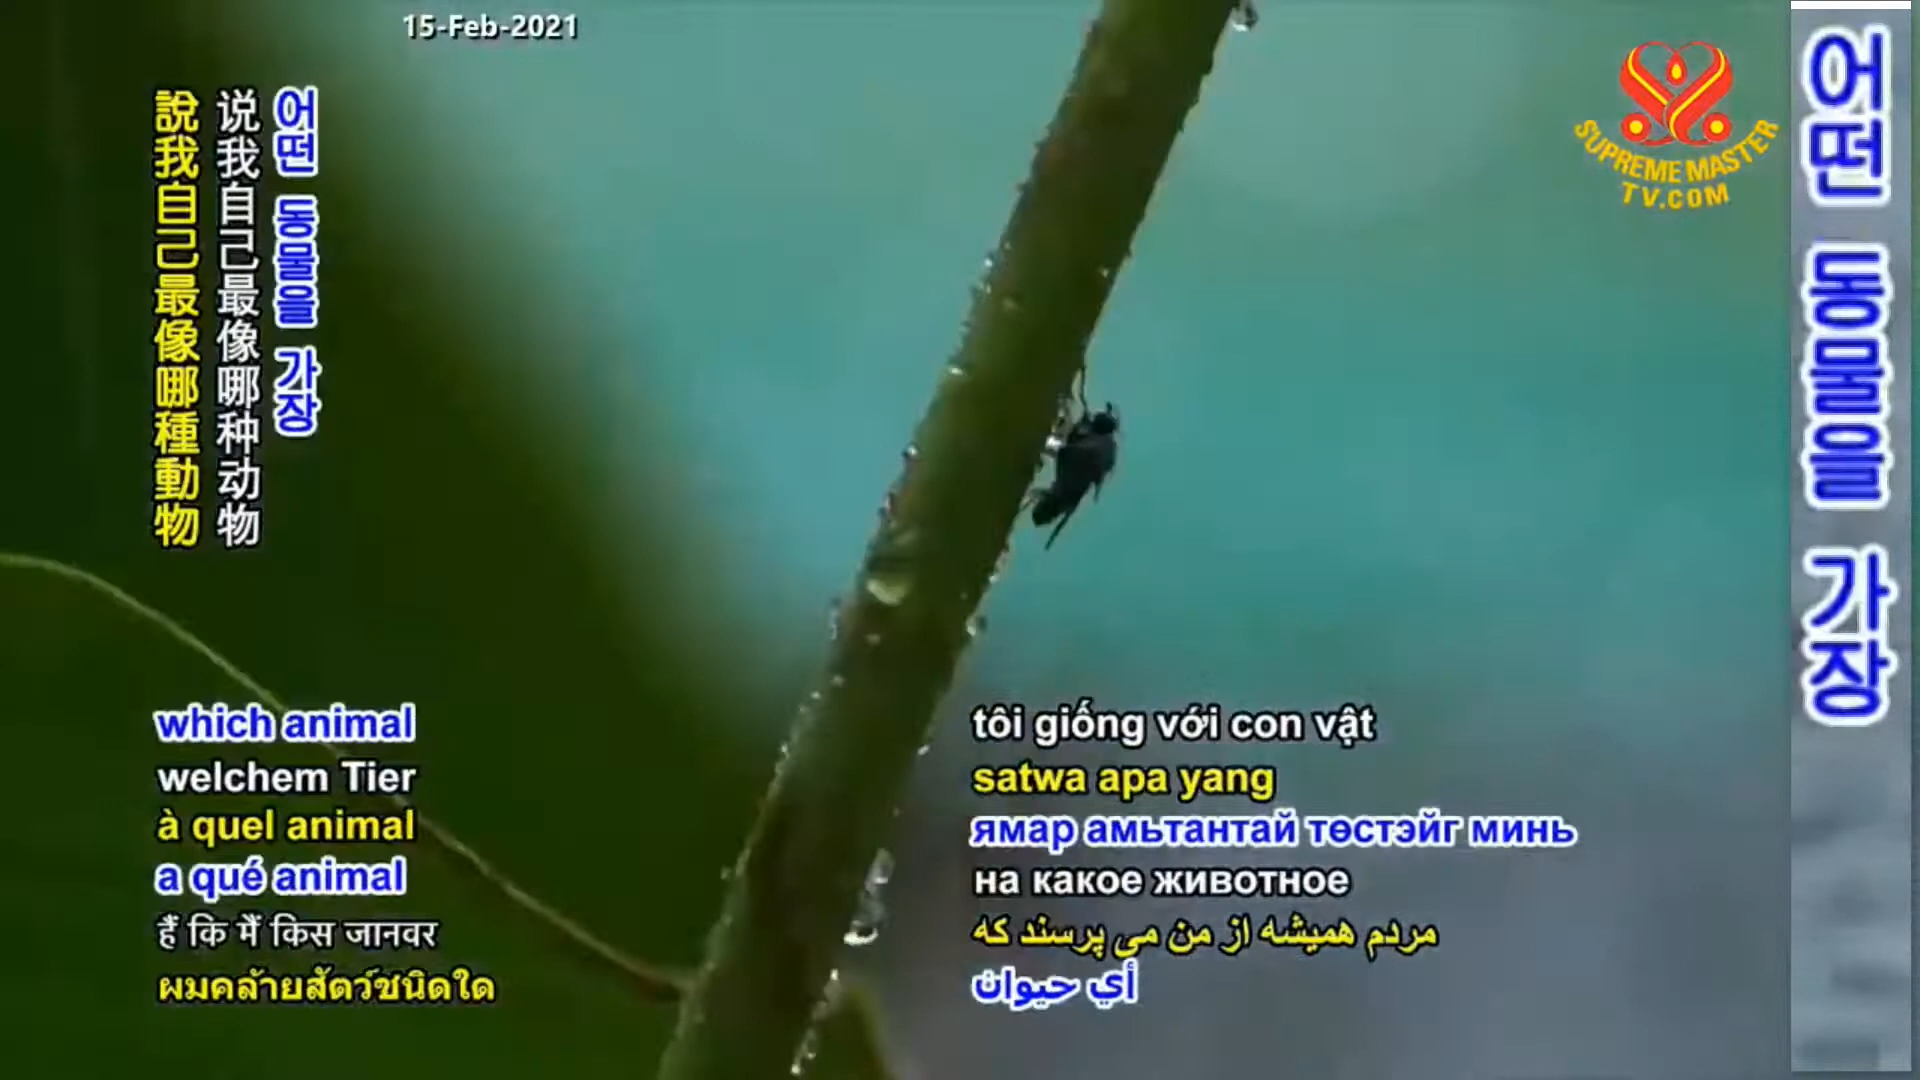 15-Feb-2021
SUPREME MASTER
TV.COM
說我自己最像哪種動物
说我自己最像哪种动物
어떤 동물을 가장
어떤 동물을 가장
which animal
welchem Tier
à quel animal
a qué animal
हैं कि मैं किस जानवर
ผมคล้ายสัตว์ชนิดใด
tôi giống với con vật
satwa apa yang
ямар амьтантай төстэйг минь
на какое животное
مردم همیشه از من می پرسند که
أي حيوان